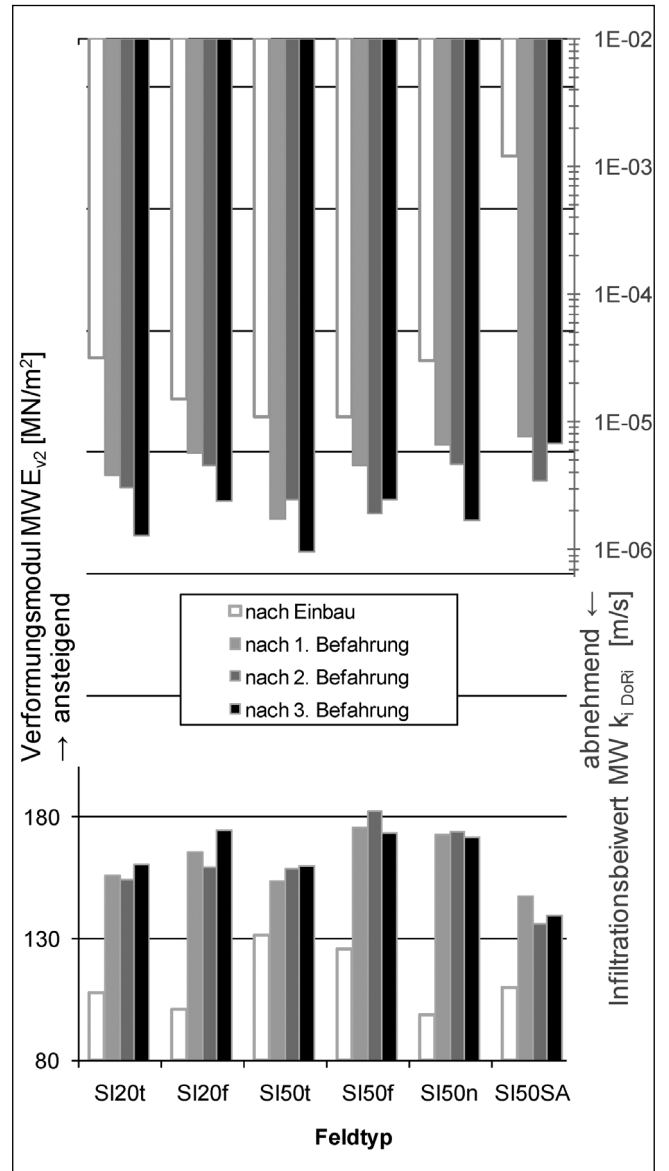 1E-02
1E-03
1E-04
1E-05
1E-06
Verformungsmodul MW E_v2 [MN/m²]
→ ansteigend
abnehmend ←
Infiltrationsbeiwert MW k_i DoRi [m/s]
nach Einbau
nach 1. Befahrung
nach 2. Befahrung
nach 3. Befahrung
180
130
80
SI20t SI20f SI50t SI50f SI50n SI50SA
Feldtyp